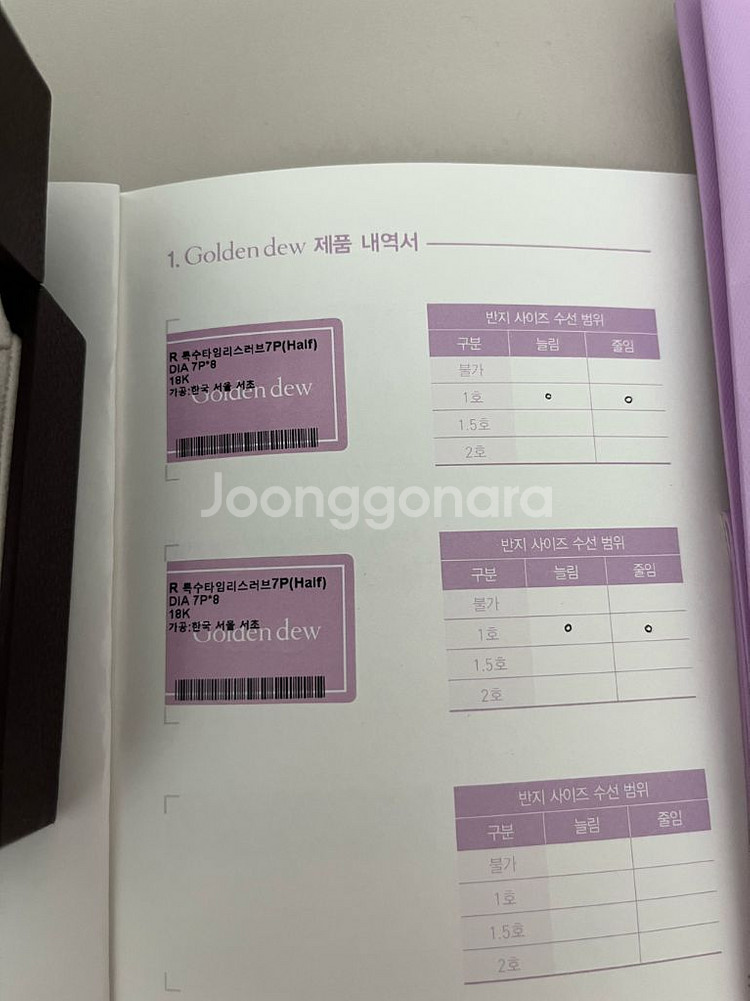 1. Golden dew 제품 내역서
R 특수타임리스러브7P(Half)
DIA 7P*8
18K
가공:한국 서울 서초
Golden dew
반지 사이즈 수선 범위
구분 늘림 줄임
불가
1호 o o
1.5호
2호
Joonggonara
R 특수타임리스러브7P(Half)
DIA 7P*8
18K
가공:한국 서울 서초
Golden dew
반지 사이즈 수선 범위
구분 늘림 줄임
불가
1호 o o
1.5호
2호
반지 사이즈 수선 범위
구분 늘림 줄임
불가
1호
1.5호
2호